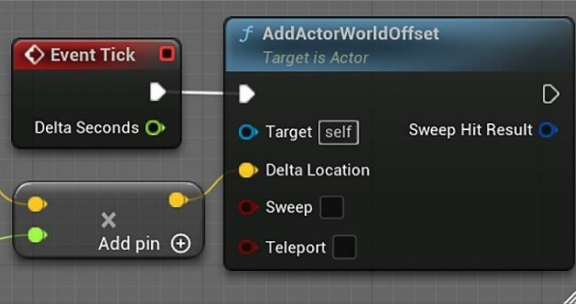 Event Tick
Delta Seconds
Add pin
f AddActorWorldOffset
Target is Actor
Target self
Sweep Hit Result
Delta Location
Sweep
Teleport